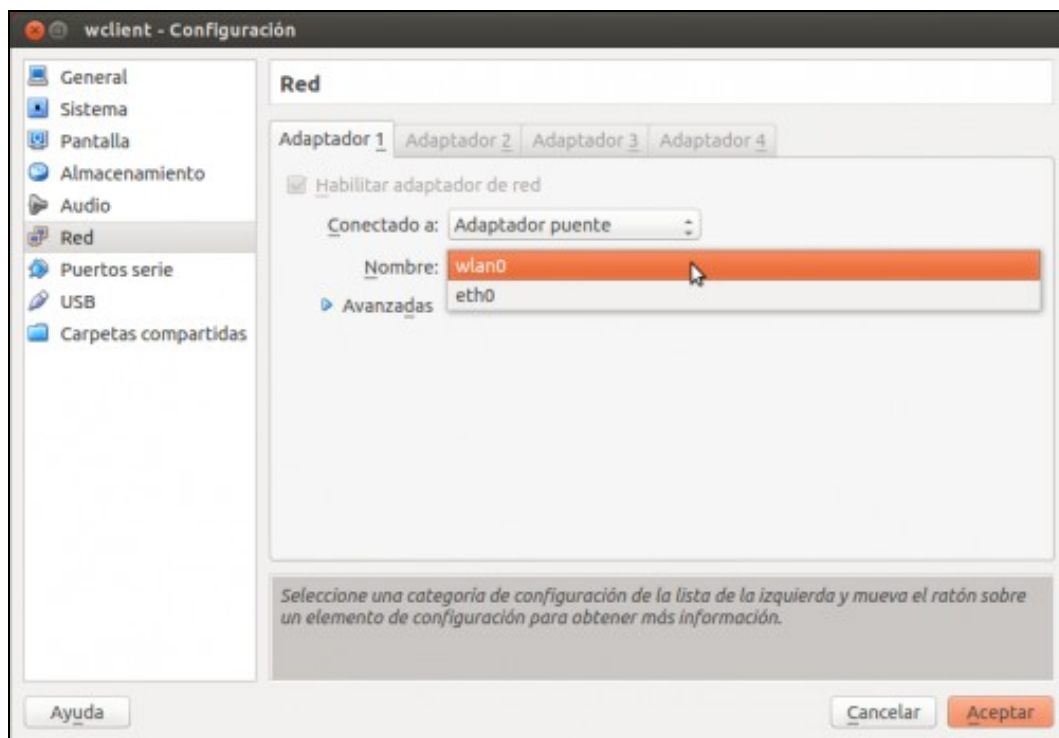 wclient - Configuración
General
Sistema
Pantalla
Almacenamiento
Audio
Red
Puertos serie
USB
Carpetas compartidas
Red
Adaptador 1 Adaptador 2 Adaptador 3 Adaptador 4
Habilitar adaptador de red
Conectado a: Adaptador puente
Nombre: wlan0
eth0
Avanzadas
Seleccione una categoría de configuración de la lista de la izquierda y mueva el ratón sobre
un elemento de configuración para obtener más información.
Ayuda
Cancelar
Aceptar